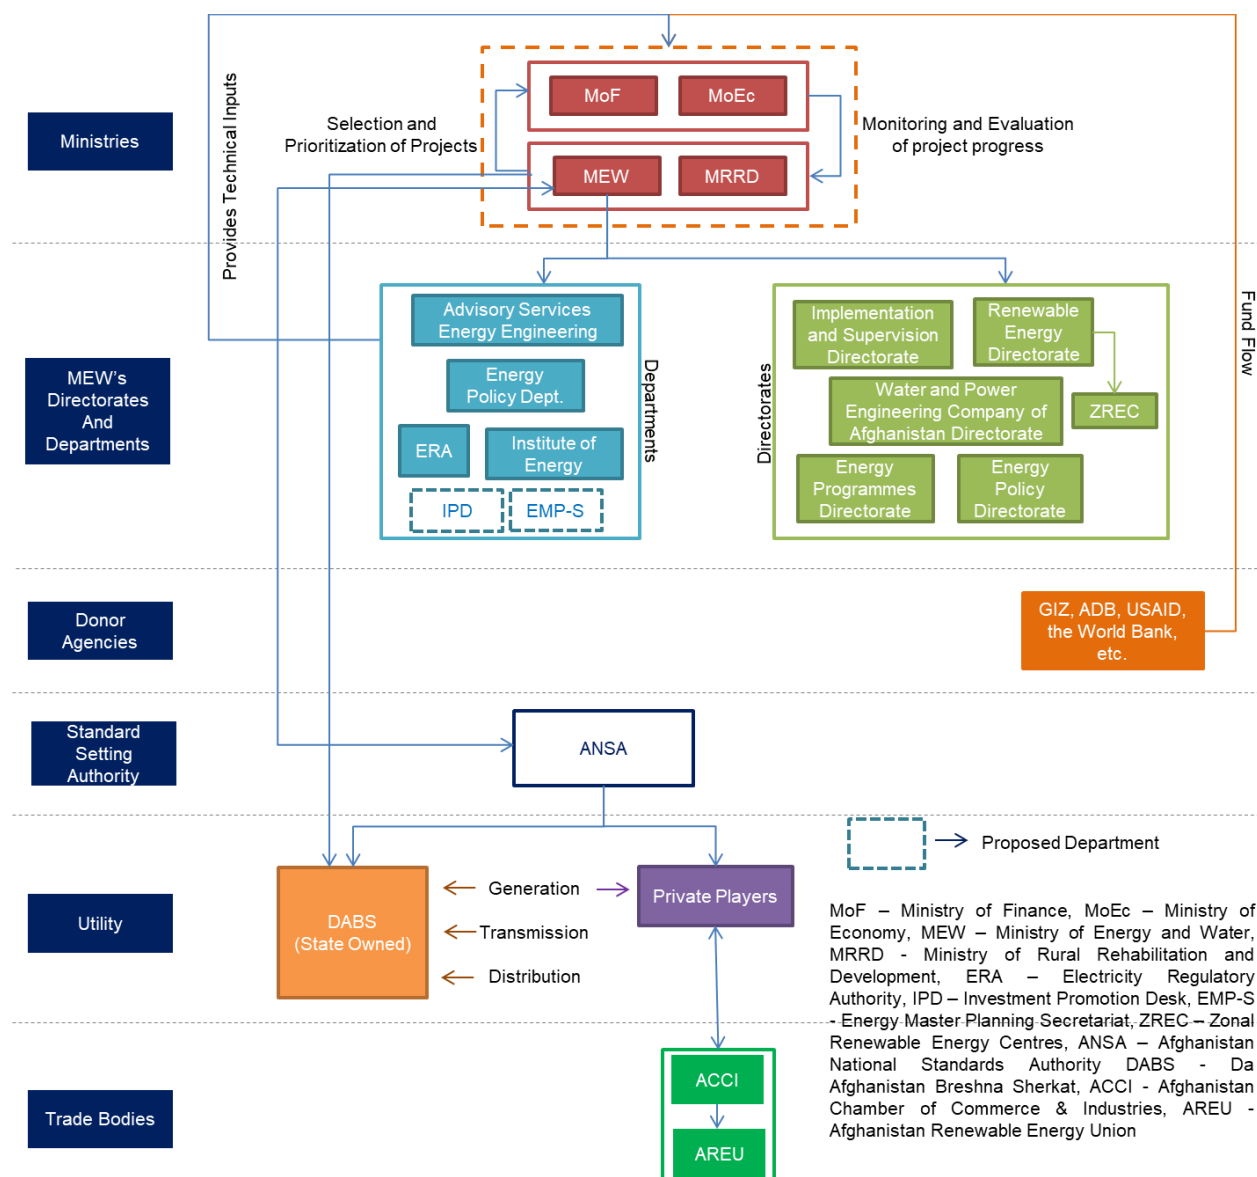 Ministries
Provides Technical Inputs
Selection and
Prioritization of Projects
MoF
MoEc
MEW
MRRD
Monitoring and Evaluation
of project progress
MEW's
Directorates
And
Departments
Advisory Services
Energy Engineering
Energy
Policy Dept.
ERA
Institute of
Energy
IPD
EMP-S
Departments
Directorates
Implementation
and Supervision
Directorate
Renewable
Energy
Directorate
Water and Power
Engineering Company of
Afghanistan Directorate
ZREC
Energy
Programmes
Directorate
Energy
Policy
Directorate
Fund Flow
Donor
Agencies
GIZ, ADB, USAID,
the World Bank,
etc.
Standard
Setting
Authority
ANSA
Utility
DABS
(State Owned)
Generation
Transmission
Distribution
Private Players
Proposed Department
MoF – Ministry of Finance, MoEc – Ministry of
Economy, MEW – Ministry of Energy and Water,
MRRD - Ministry of Rural Rehabilitation and
Development, ERA – Electricity Regulatory
Authority, IPD – Investment Promotion Desk, EMP-S
- Energy Master Planning Secretariat, ZREC – Zonal
Renewable Energy Centres, ANSA – Afghanistan
National Standards Authority DABS - Da
Afghanistan Breshna Sherkat, ACCI - Afghanistan
Chamber of Commerce & Industries, AREU -
Afghanistan Renewable Energy Union
Trade Bodies
ACCI
AREU